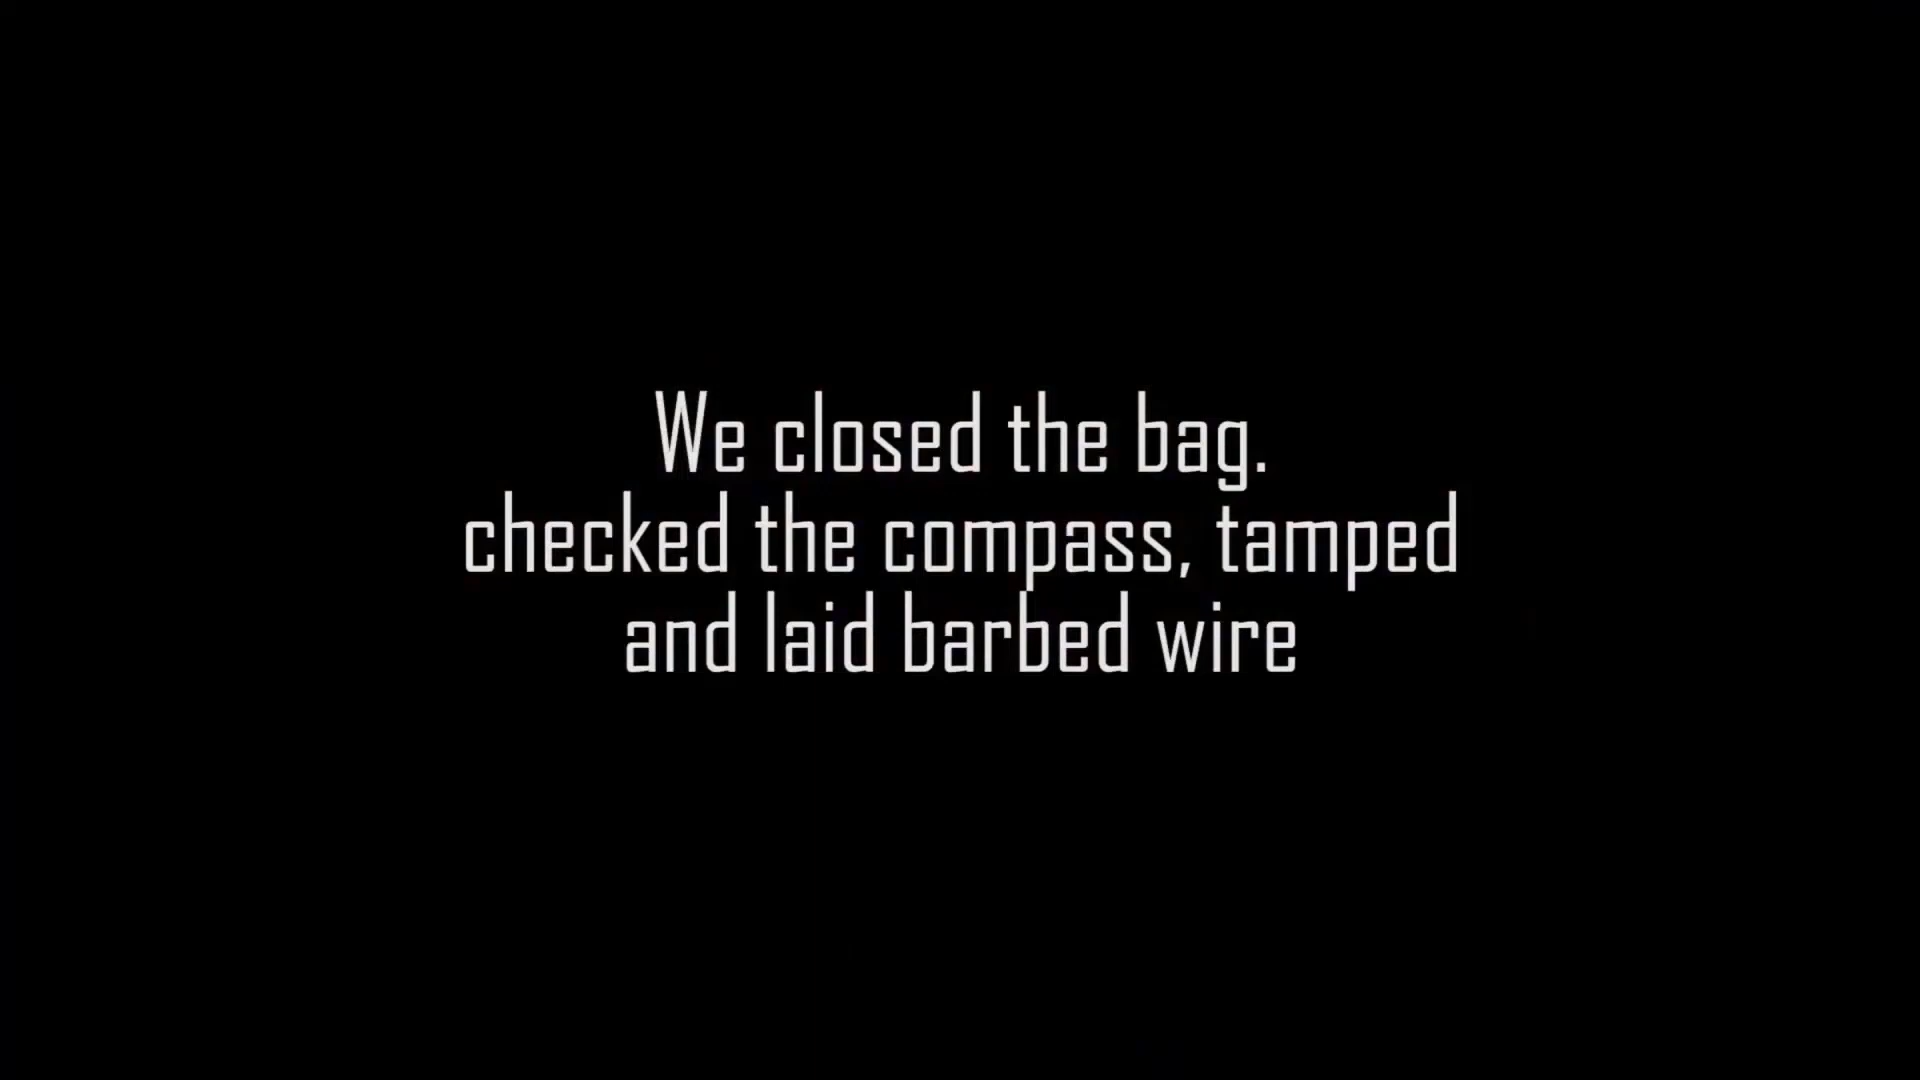 We closed the bag.
checked the compass, tamped
and laid barbed wire